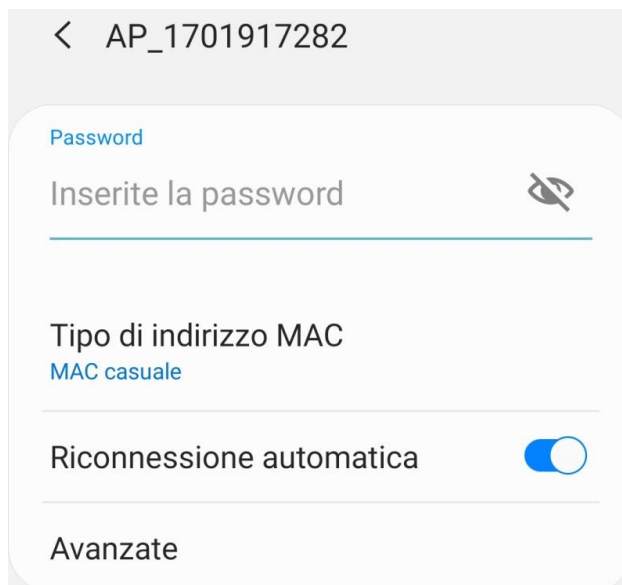 AP_1701917282
Password
Inserite la password
Tipo di indirizzo MAC
MAC casuale
Riconnessione automatica
Avanzate